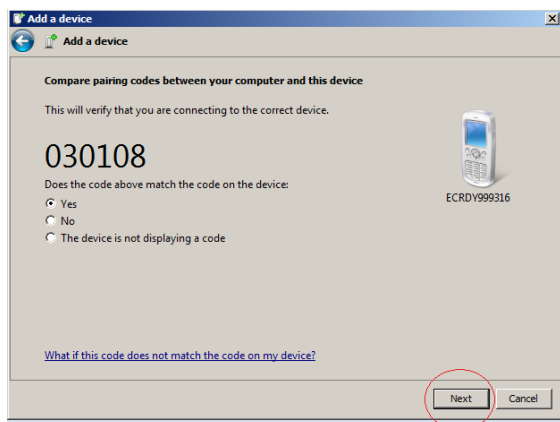 Add a device
Add a device
Compare pairing codes between your computer and this device
This will verify that you are connecting to the correct device.
030108
Does the code above match the code on the device:
ECRDY999316
Yes
No
The device is not displaying a code
What if this code does not match the code on my device?
Next
Cancel